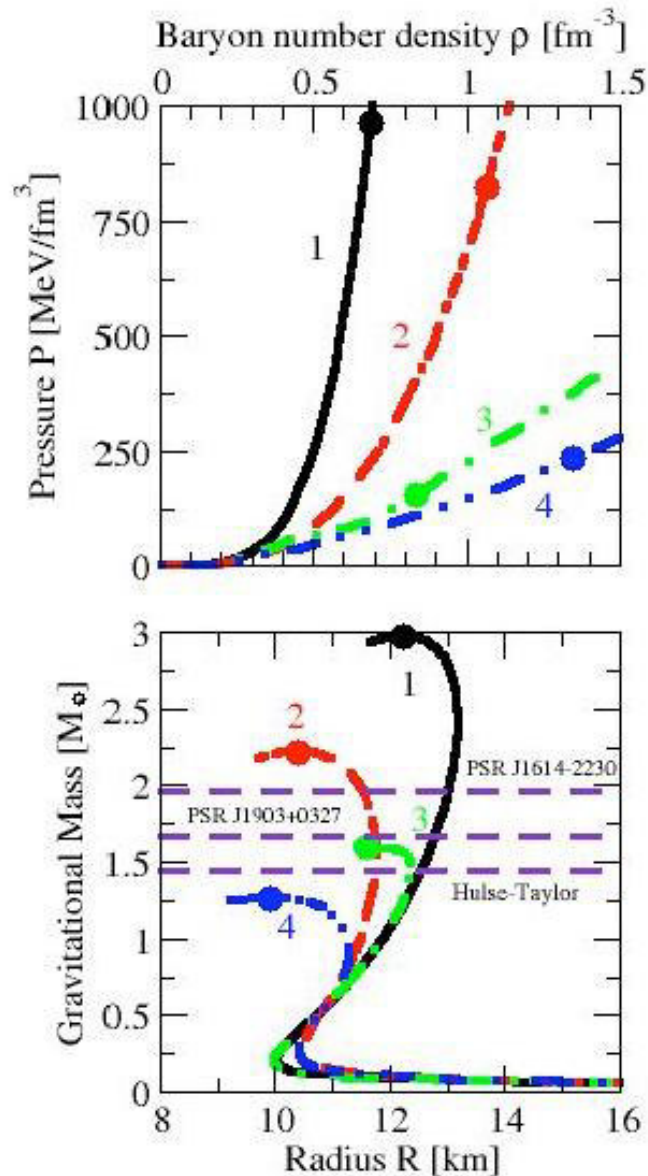 Baryon number density ρ [fm⁻³]
0 0.5 1 1.5
1000
750
500
250
0
Pressure P [MeV/fm³]
1
2
3
4
3
2.5
2
1.5
1
0.5
0
Gravitational Mass [M☼]
1
2
PSR J1614-2230
PSR J1903+0327
3
Hulse-Taylor
4
8 10 12 14 16
Radius R [km]